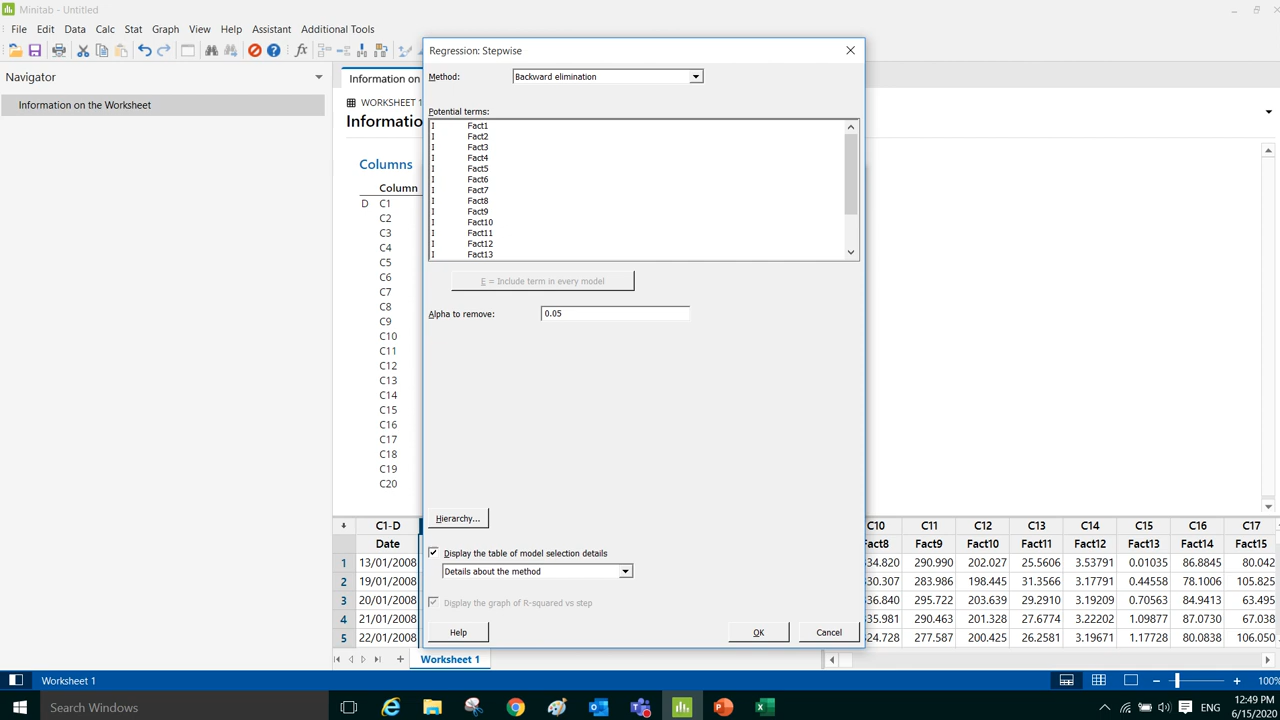 Minitab - Untitled
File Edit Data Calc Stat Graph View Help Assistant Additional Tools
Navigator
Information on the Worksheet
Information on
WORKSHEET 1
Informatio
Columns
Column
D C1
C2
C3
C4
C5
C6
C7
C8
C9
C10
C11
C12
C13
C14
C15
C16
C17
C18
C19
C20
Regression: Stepwise
Method: Backward elimination
Potential terms:
I Fact1
I Fact2
I Fact3
I Fact4
I Fact5
I Fact6
I Fact7
I Fact8
I Fact9
I Fact10
I Fact11
I Fact12
I Fact13
E = Include term in every model
Alpha to remove: 0.05
Hierarchy...
Display the table of model selection details
Details about the method
Display the graph of R-squared vs step
Help OK Cancel
C1-D C10 C11 C12 C13 C14 C15 C16 C17
Date Fact8 Fact9 Fact10 Fact11 Fact12 Fact13 Fact14 Fact15
1 13/01/2008 34.820 290.990 202.027 25.5606 3.53791 0.01035 86.8845 80.042
2 19/01/2008 30.307 283.986 198.445 31.3566 3.17791 0.44558 78.1006 105.825
3 20/01/2008 36.840 295.722 203.639 29.2910 3.19209 0.70563 84.9413 63.495
4 21/01/2008 35.981 290.463 201.328 27.6774 3.22202 1.09877 87.0730 67.038
5 22/01/2008 24.728 277.587 200.425 26.2581 3.19671 1.17728 80.0838 106.050
Worksheet 1
Worksheet 1 100%
Search Windows
ENG
12:49 PM
6/15/2020